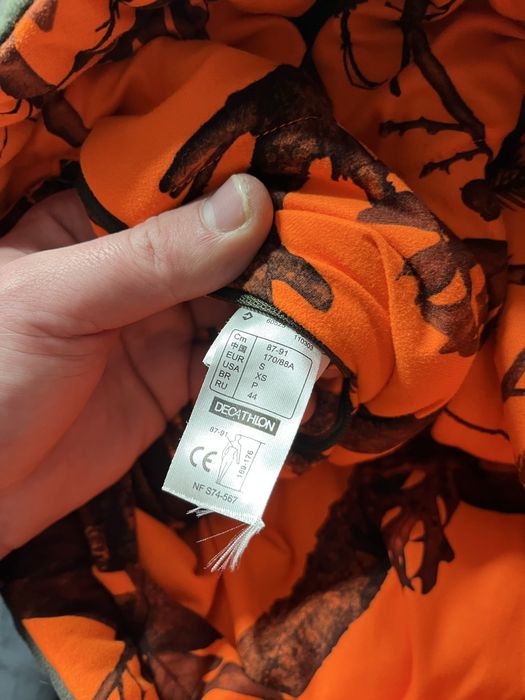 Cm 87-91
中国 170/88A
EUR S
USA XS
BR P
RU 44
DECATHLON
87-91
169-176
CE
NF S74-567